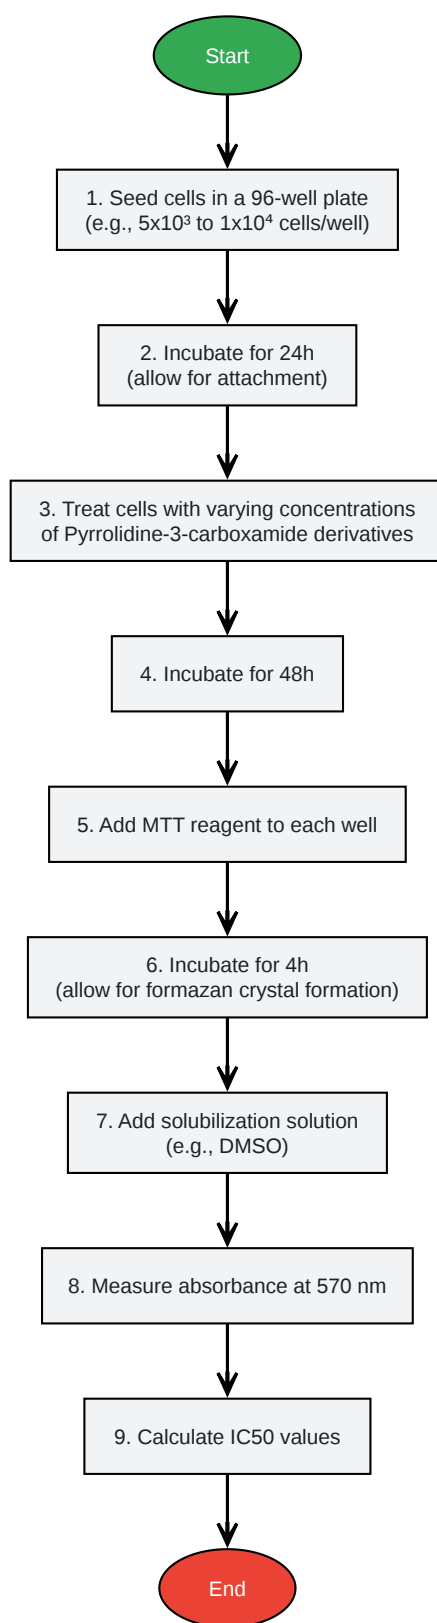 Start
1. Seed cells in a 96-well plate
(e.g., 5x10³ to 1x10⁴ cells/well)
2. Incubate for 24h
(allow for attachment)
3. Treat cells with varying concentrations
of Pyrrolidine-3-carboxamide derivatives
4. Incubate for 48h
5. Add MTT reagent to each well
6. Incubate for 4h
(allow for formazan crystal formation)
7. Add solubilization solution
(e.g., DMSO)
8. Measure absorbance at 570 nm
9. Calculate IC50 values
End